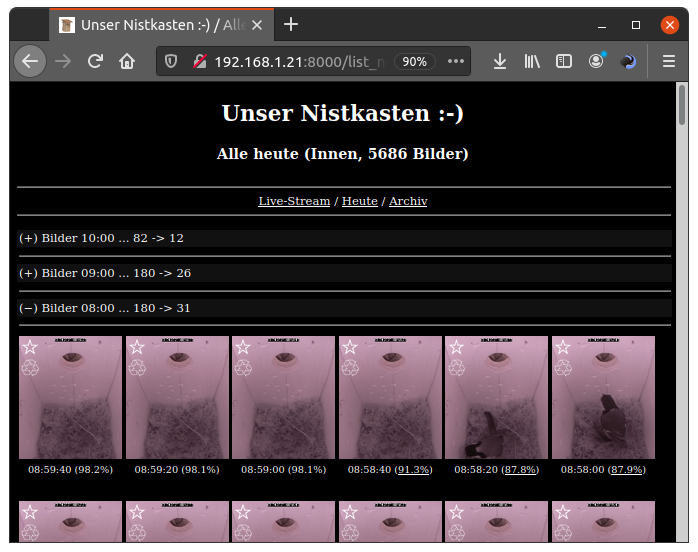 Unser Nistkasten :-) / Alle
192.168.1.21:8000/list_n
90%
Unser Nistkasten :-)
Alle heute (Innen, 5686 Bilder)
Live-Stream / Heute / Archiv
(+) Bilder 10:00 ... 82 -> 12
(+) Bilder 09:00 ... 180 -> 26
(−) Bilder 08:00 ... 180 -> 31
08:59:40 (98.2%) 08:59:20 (98.1%) 08:59:00 (98.1%) 08:58:40 (91.3%) 08:58:20 (87.8%) 08:58:00 (87.9%)